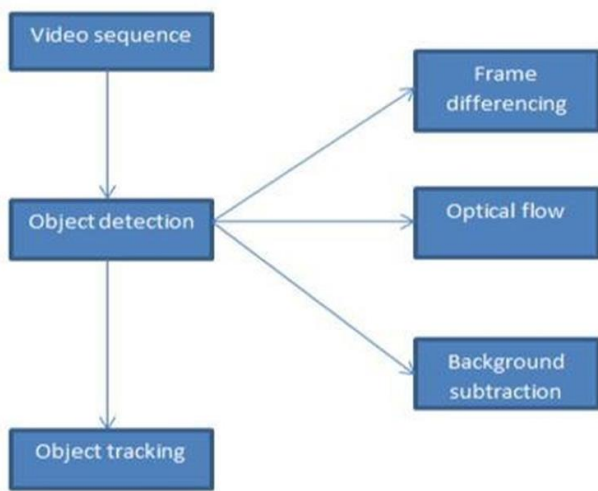 Video sequence
Frame
differencing
Object detection
Optical flow
Background
subtraction
Object tracking